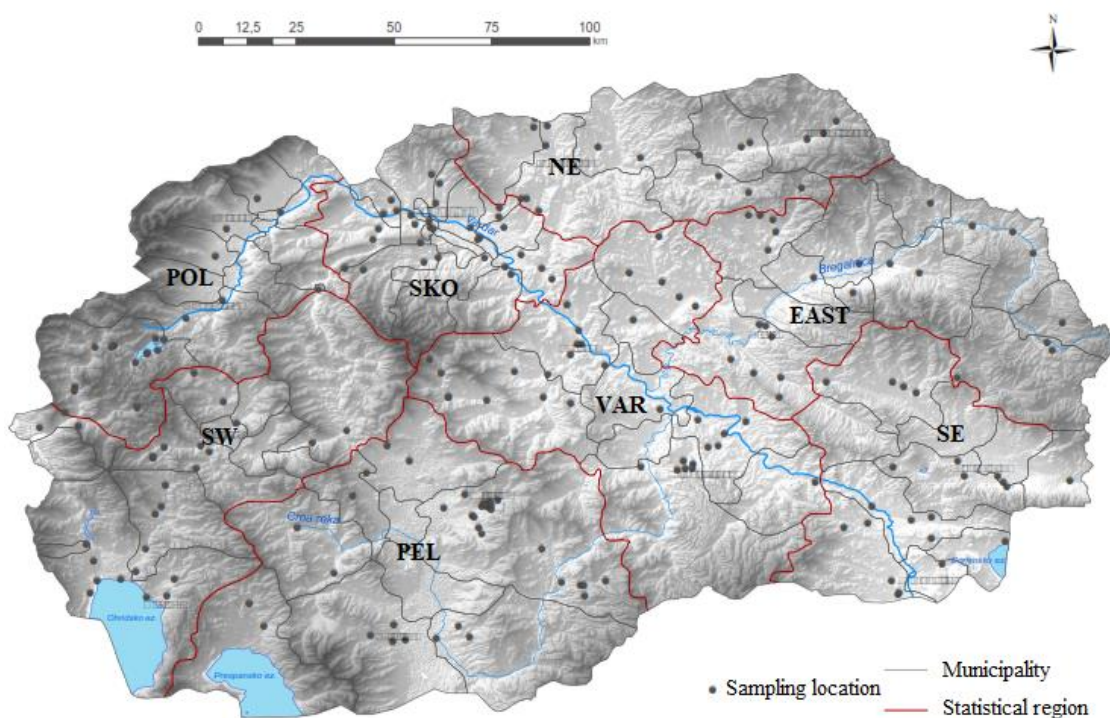 0 12,5 25 50 75 100
km
N
NE
Vardar
POL
SKO
Bregalnica
EAST
VAR
SW
SE
Crna reka
PEL
Dojransko ez.
Ohridsko ez.
Prespansko ez.
Sampling location
Municipality
Statistical region